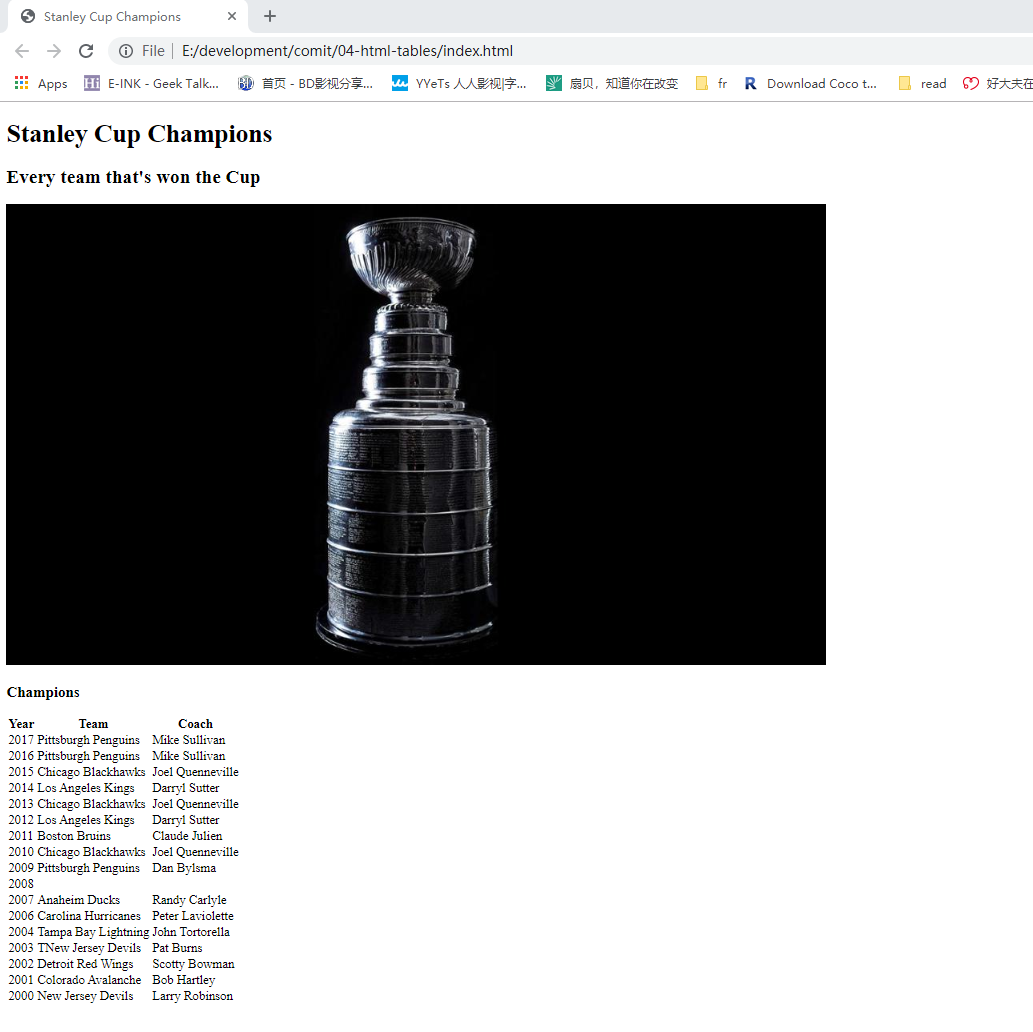 Stanley Cup Champions
File E:/development/comit/04-html-tables/index.html
Apps Hi E-INK - Geek Talk... BD 首页 - BD影视分享... YYeTs 人人影视|字... 扇贝，知道你在改变 fr R Download Coco t... read 好大夫在
Stanley Cup Champions
Every team that's won the Cup
Champions
Year Team Coach
2017 Pittsburgh Penguins Mike Sullivan
2016 Pittsburgh Penguins Mike Sullivan
2015 Chicago Blackhawks Joel Quenneville
2014 Los Angeles Kings Darryl Sutter
2013 Chicago Blackhawks Joel Quenneville
2012 Los Angeles Kings Darryl Sutter
2011 Boston Bruins Claude Julien
2010 Chicago Blackhawks Joel Quenneville
2009 Pittsburgh Penguins Dan Bylsma
2008
2007 Anaheim Ducks Randy Carlyle
2006 Carolina Hurricanes Peter Laviolette
2004 Tampa Bay Lightning John Tortorella
2003 TNew Jersey Devils Pat Burns
2002 Detroit Red Wings Scotty Bowman
2001 Colorado Avalanche Bob Hartley
2000 New Jersey Devils Larry Robinson